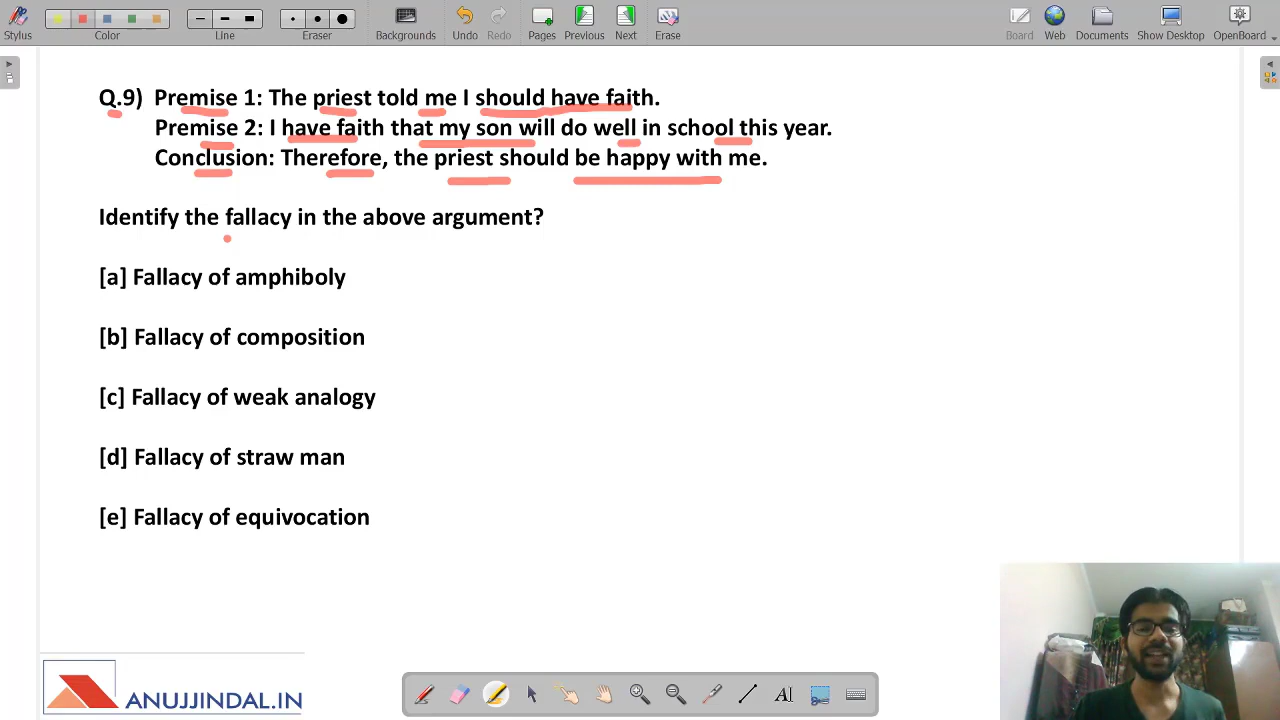 Stylus
Color
Line
Eraser
Backgrounds
Undo
Redo
Pages
Previous
Next
Erase
Board
Web
Documents
Show Desktop
OpenBoard
Q.9) Premise 1: The priest told me I should have faith.
Premise 2: I have faith that my son will do well in school this year.
Conclusion: Therefore, the priest should be happy with me.
Identify the fallacy in the above argument?
[a] Fallacy of amphiboly
[b] Fallacy of composition
[c] Fallacy of weak analogy
[d] Fallacy of straw man
[e] Fallacy of equivocation
ANUJJINDAL.IN
AI